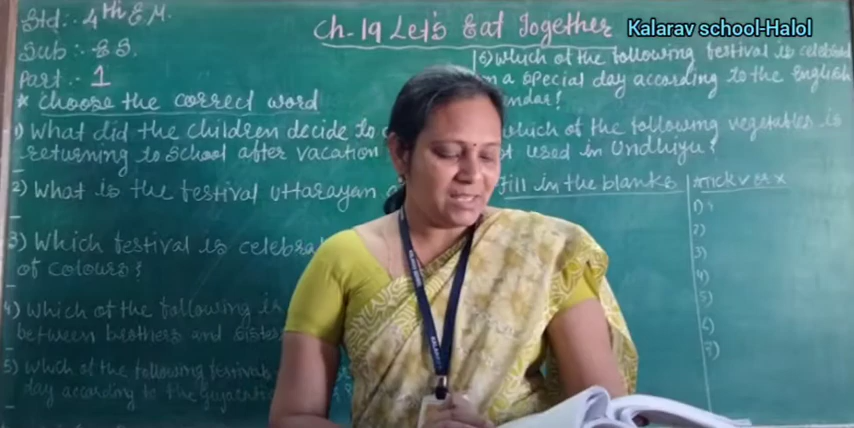 Std :- 4th E.M.
Sub :- ES.
Part :- 1
Ch-19 Let's Eat Together
Kalarav school-Halol
* Choose the correct word
1) What did the children decide to
returning to school after vacation
2) What is the festival Uttarayan
3) Which festival is
of colours?
4) Which of the following is
between brothers and sister
5) Which of the following festivals
day according to the
6) Which of the following festival is celebrated
on a special day according to the English
which of the following vegetables is
used in Undhiyu?
Fill in the blanks
Tick ✓ or ×
1)
2)
3)
4)
5)
6)
7)